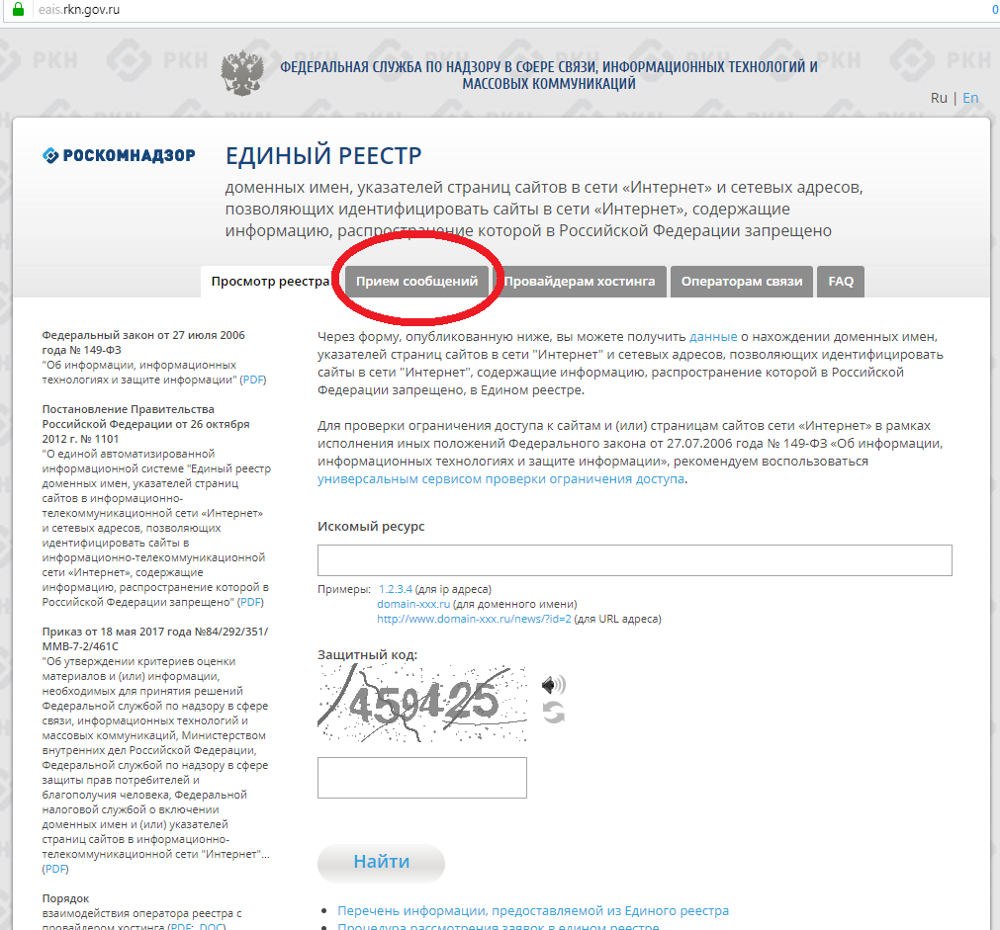 eais.rkn.gov.ru
0
РКН РКН РКН РКН
ФЕДЕРАЛЬНАЯ СЛУЖБА ПО НАДЗОРУ В СФЕРЕ СВЯЗИ, ИНФОРМАЦИОННЫХ ТЕХНОЛОГИЙ И
МАССОВЫХ КОММУНИКАЦИЙ
Ru | En
РОСКОМНАДЗОР
ЕДИНЫЙ РЕЕСТР
доменных имен, указателей страниц сайтов в сети «Интернет» и сетевых адресов,
позволяющих идентифицировать сайты в сети «Интернет», содержащие
информацию, распространение которой в Российской Федерации запрещено
Просмотр реестра Прием сообщений Провайдерам хостинга Операторам связи FAQ
Федеральный закон от 27 июля 2006
года № 149-ФЗ
"Об информации, информационных
технологиях и защите информации" (PDF)
Постановление Правительства
Российской Федерации от 26 октября
2012 г. № 1101
"О единой автоматизированной
информационной системе "Единый реестр
доменных имен, указателей страниц
сайтов в информационно-
телекоммуникационной сети «Интернет»
и сетевых адресов, позволяющих
идентифицировать сайты в
информационно-телекоммуникационной
сети «Интернет», содержащие
информацию, распространение которой в
Российской Федерации запрещено" (PDF)
Приказ от 18 мая 2017 года №84/292/351/
ММВ-7-2/461С
"Об утверждении критериев оценки
материалов и (или) информации,
необходимых для принятия решений
Федеральной службой по надзору в сфере
связи, информационных технологий и
массовых коммуникаций, Министерством
внутренних дел Российской Федерации,
Федеральной службой по надзору в сфере
защиты прав потребителей и
благополучия человека, Федеральной
налоговой службой о включении
доменных имен и (или) указателей
страниц сайтов в информационно-
телекоммуникационной сети "Интернет"...
(PDF)
Порядок
взаимодействия оператора реестра с
провайдером хостинга (PDF; DOC)
Через форму, опубликованную ниже, вы можете получить данные о нахождении доменных имен,
указателей страниц сайтов в сети "Интернет" и сетевых адресов, позволяющих идентифицировать
сайты в сети "Интернет", содержащие информацию, распространение которой в Российской
Федерации запрещено, в Едином реестре.
Для проверки ограничения доступа к сайтам и (или) страницам сайтов сети «Интернет» в рамках
исполнения иных положений Федерального закона от 27.07.2006 года № 149-ФЗ «Об информации,
информационных технологиях и защите информации», рекомендуем воспользоваться
универсальным сервисом проверки ограничения доступа.
Искомый ресурс
Примеры: 1.2.3.4 (для ip адреса)
domain-xxx.ru (для доменного имени)
http://www.domain-xxx.ru/news/?id=2 (для URL адреса)
Защитный код:
459425
Найти
Перечень информации, предоставляемой из Единого реестра
Процедура рассмотрения заявок в едином реестре